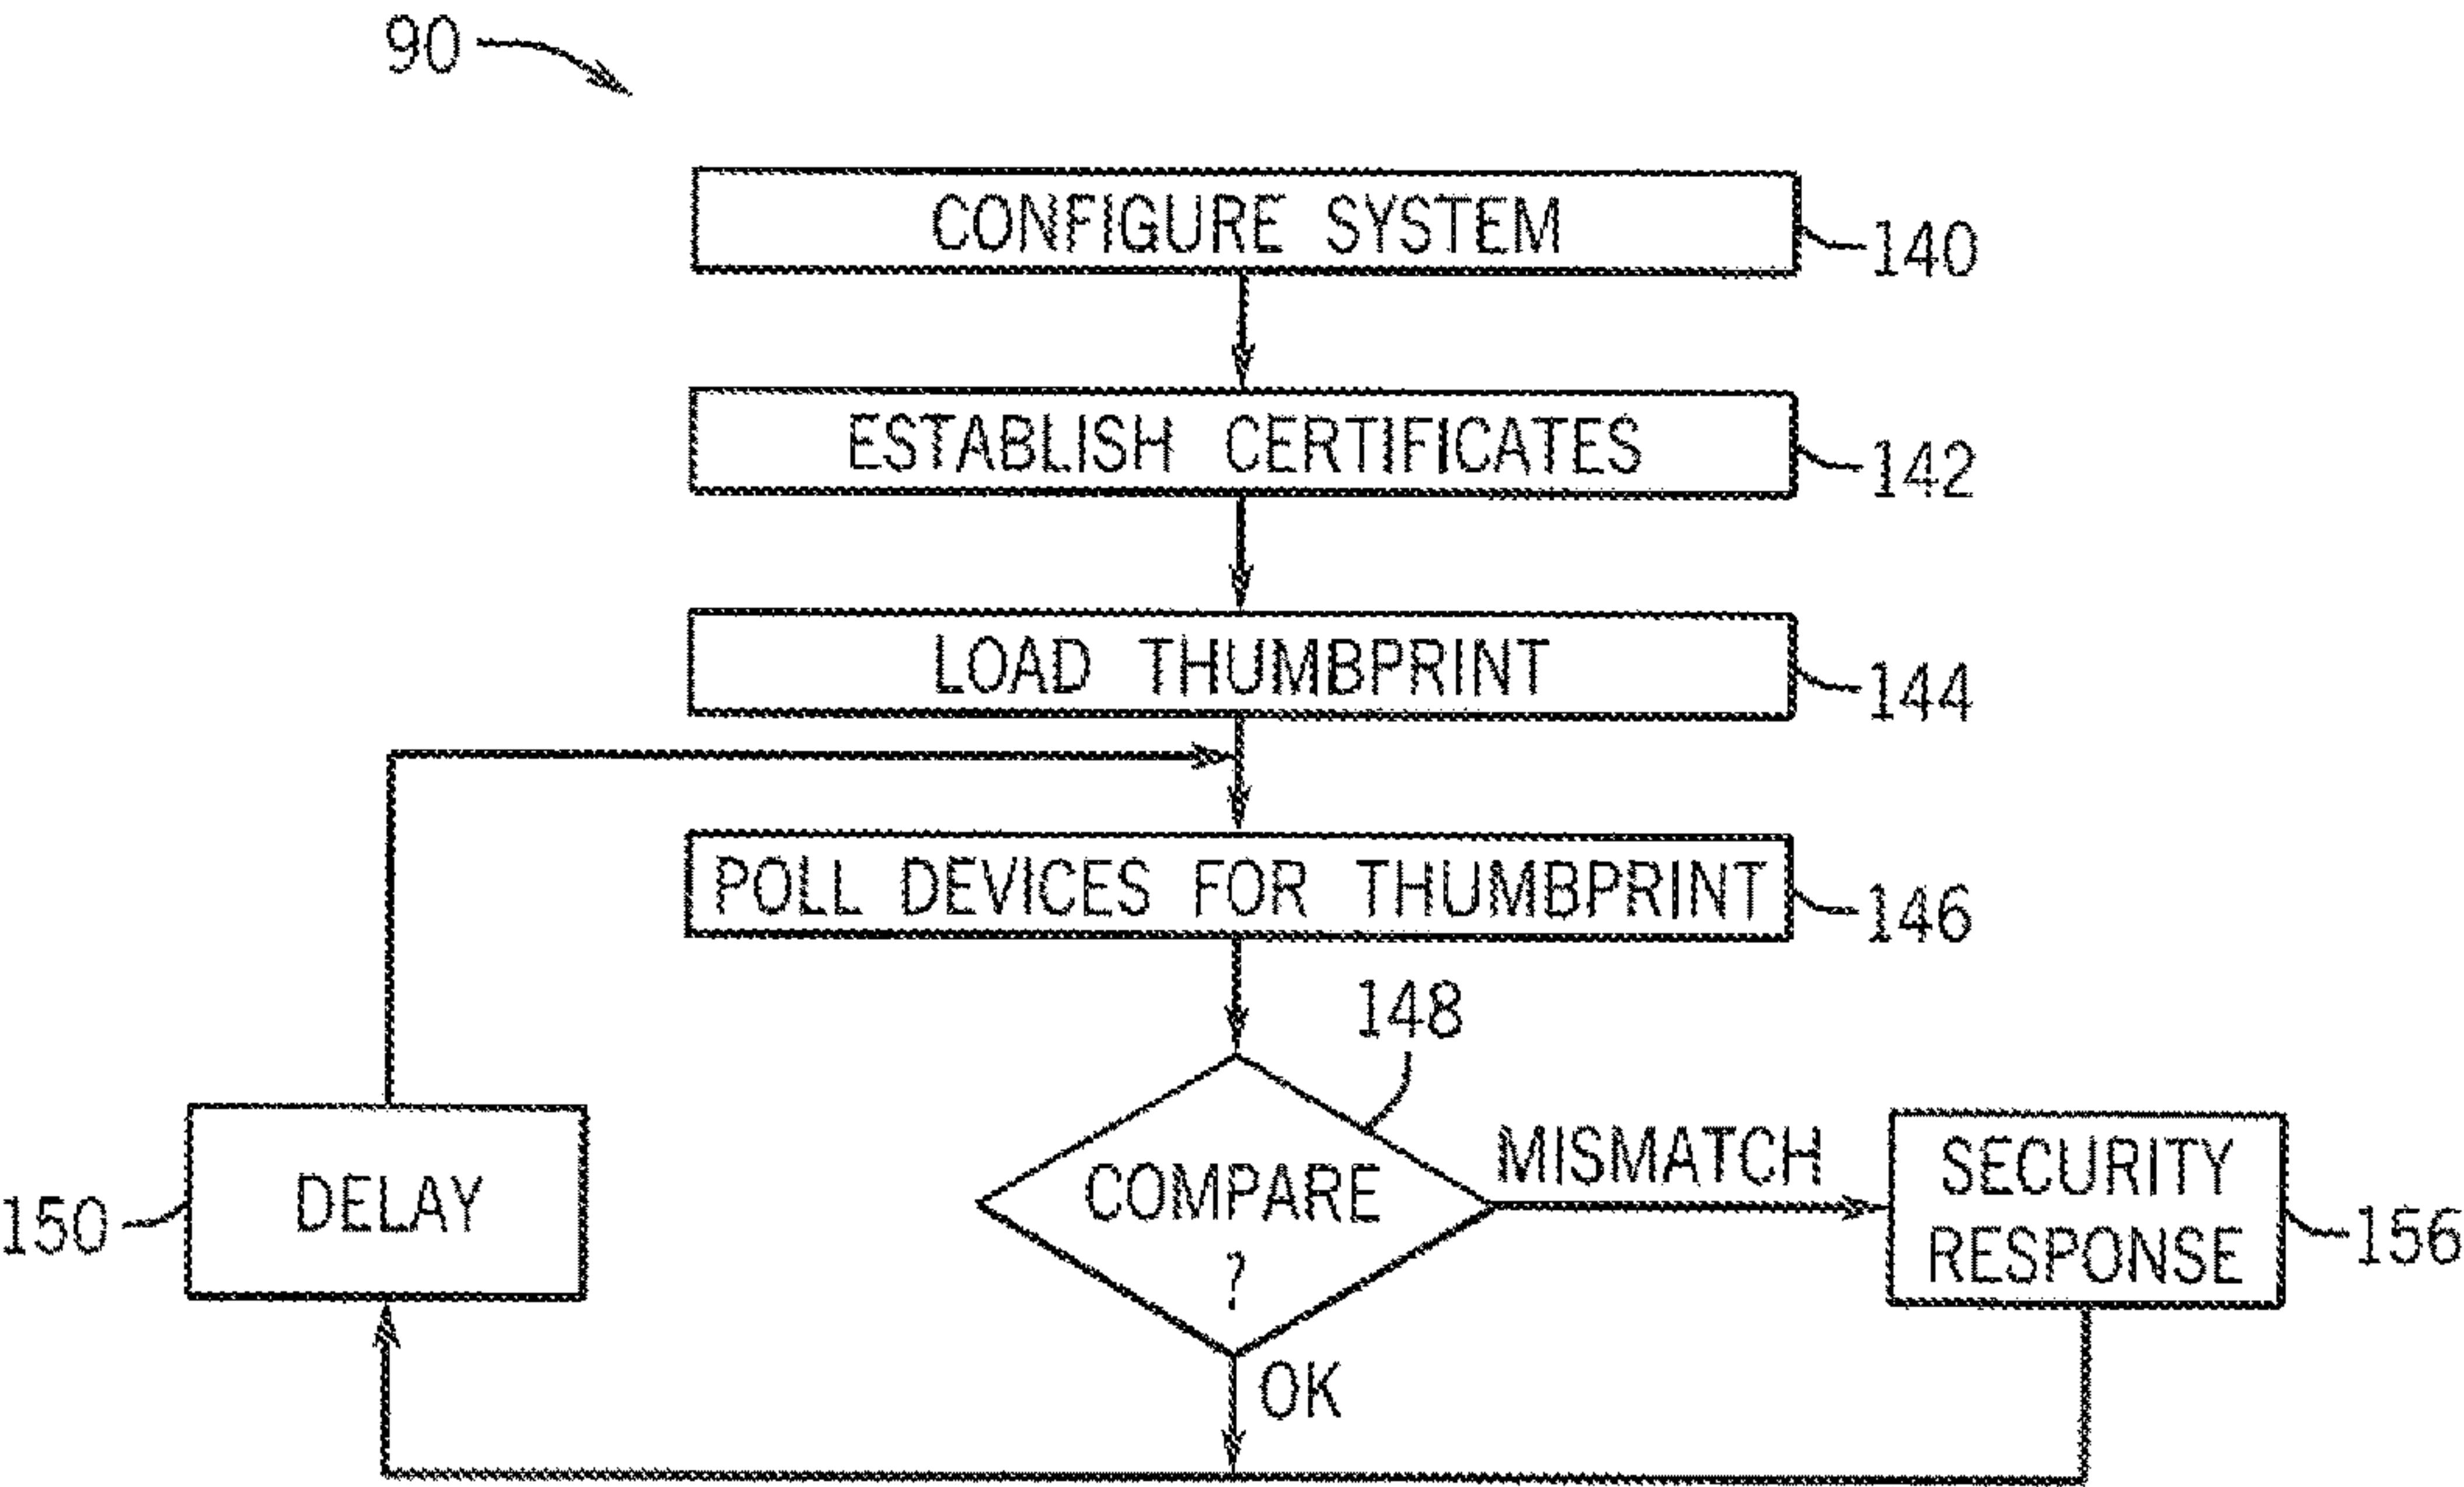 90
CONFIGURE SYSTEM
140
ESTABLISH CERTIFICATES
142
LOAD THUMBPRINT
144
POLL DEVICES FOR THUMBPRINT
146
148
MISMATCH
COMPARE
?
OK
DELAY
150
SECURITY
RESPONSE
156